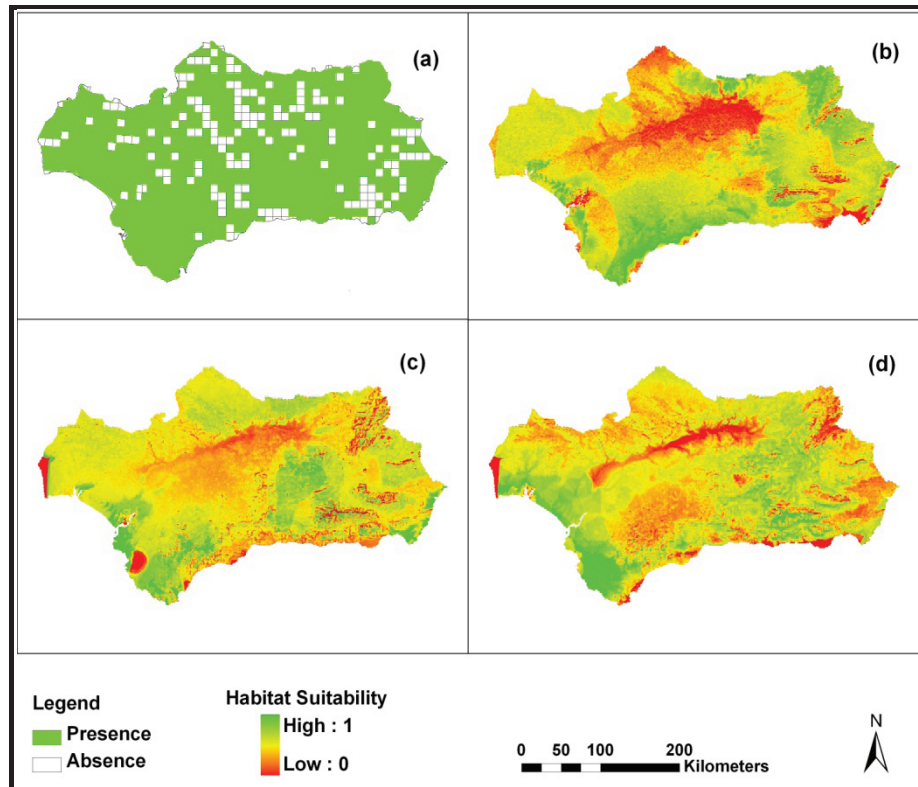 (a)
(b)
(c)
(d)
Legend
Presence
Absence
Habitat Suitability
High : 1
Low : 0
0 50 100 200
Kilometers
N